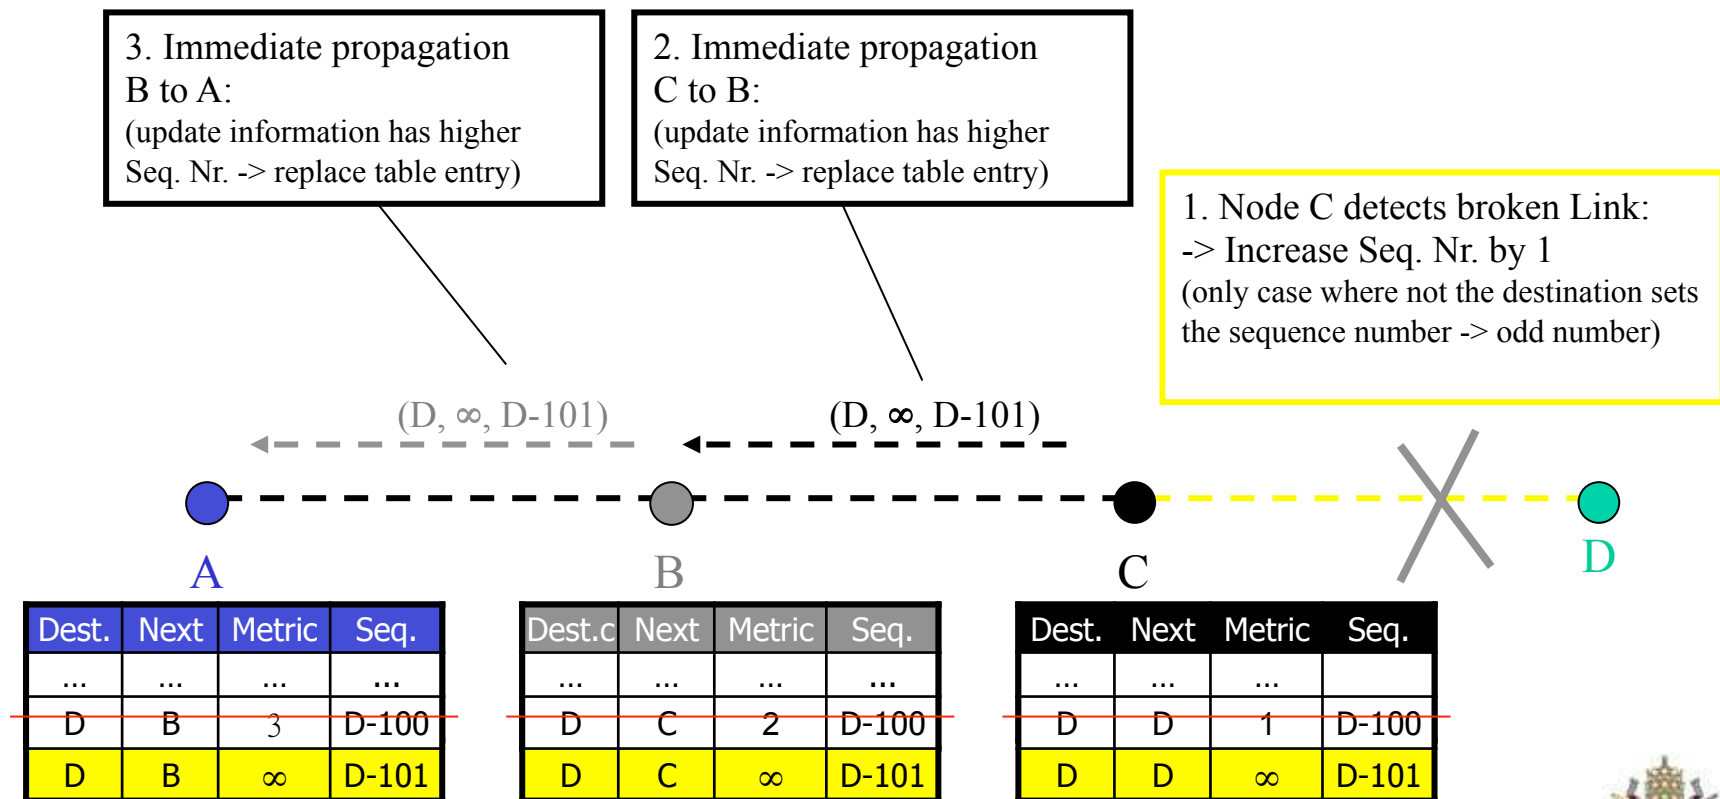 3. Immediate propagation
B to A:
(update information has higher
Seq. Nr. -> replace table entry)
2. Immediate propagation
C to B:
(update information has higher
Seq. Nr. -> replace table entry)
1. Node C detects broken Link:
-> Increase Seq. Nr. by 1
(only case where not the destination sets
the sequence number -> odd number)
(D, ∞, D-101)
(D, ∞, D-101)
A
B
C
D
Dest. Next Metric Seq.
... ... ... ...
D B 3 D-100
D B ∞ D-101
Dest.c Next Metric Seq.
... ... ... ...
D C 2 D-100
D C ∞ D-101
Dest. Next Metric Seq.
... ... ...
D D 1 D-100
D D ∞ D-101